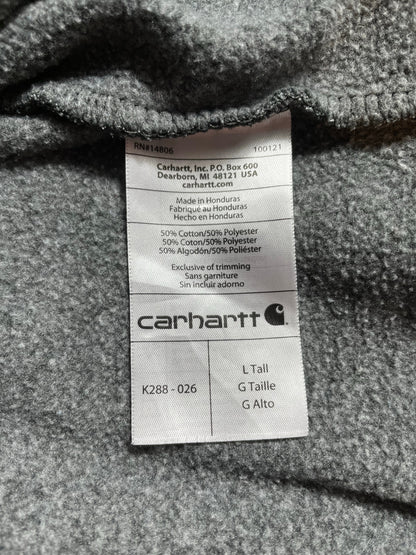 RN#14806 100121
Carhartt, Inc. P.O. Box 600
Dearborn, MI 48121 USA
carhartt.com
Made in Honduras
Fabriqué au Honduras
Hecho en Honduras
50% Cotton/50% Polyester
50% Cotton/50% Polyester
50% Algodón/50% Poliéster
Exclusive of trimming
Sans garniture
Sin incluir adorno
carhartt
K288 - 026
L Tall
G Taille
G Alto